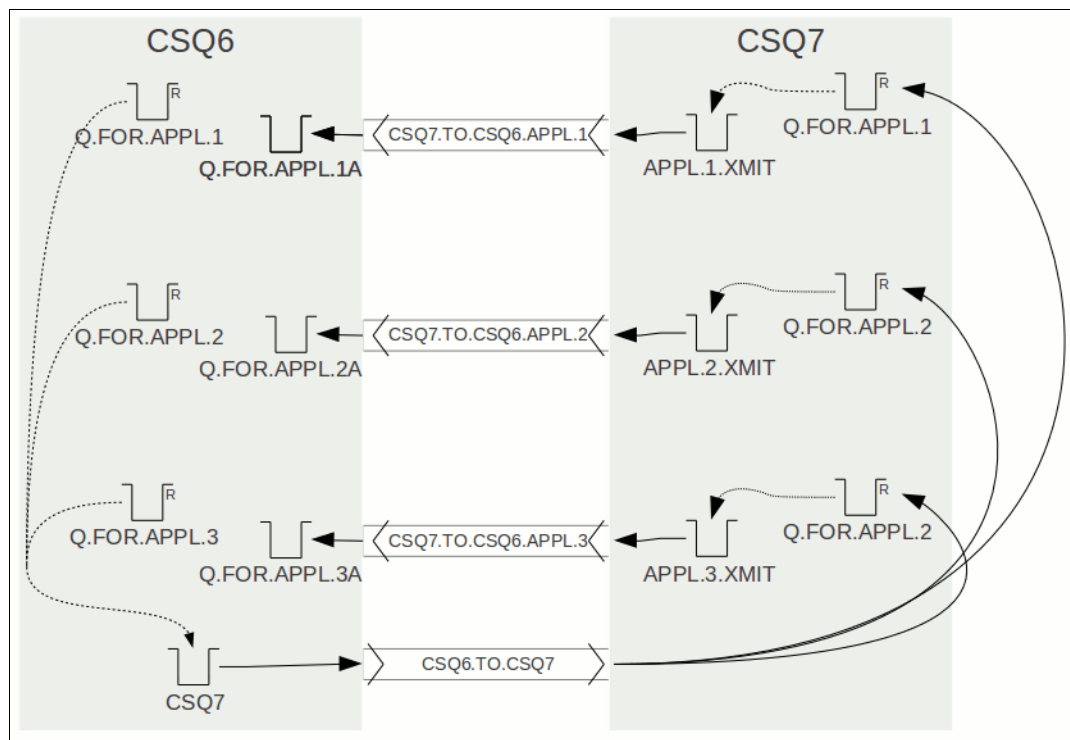 CSQ6
CSQ7
R
Q.FOR.APPL.1
Q.FOR.APPL.1A
CSQ7.TO.CSQ6.APPL.1
APPL.1.XMIT
R
Q.FOR.APPL.1
R
Q.FOR.APPL.2
Q.FOR.APPL.2A
CSQ7.TO.CSQ6.APPL.2
APPL.2.XMIT
R
Q.FOR.APPL.2
R
Q.FOR.APPL.3
Q.FOR.APPL.3A
CSQ7.TO.CSQ6.APPL.3
APPL.3.XMIT
R
Q.FOR.APPL.2
CSQ7
CSQ6.TO.CSQ7